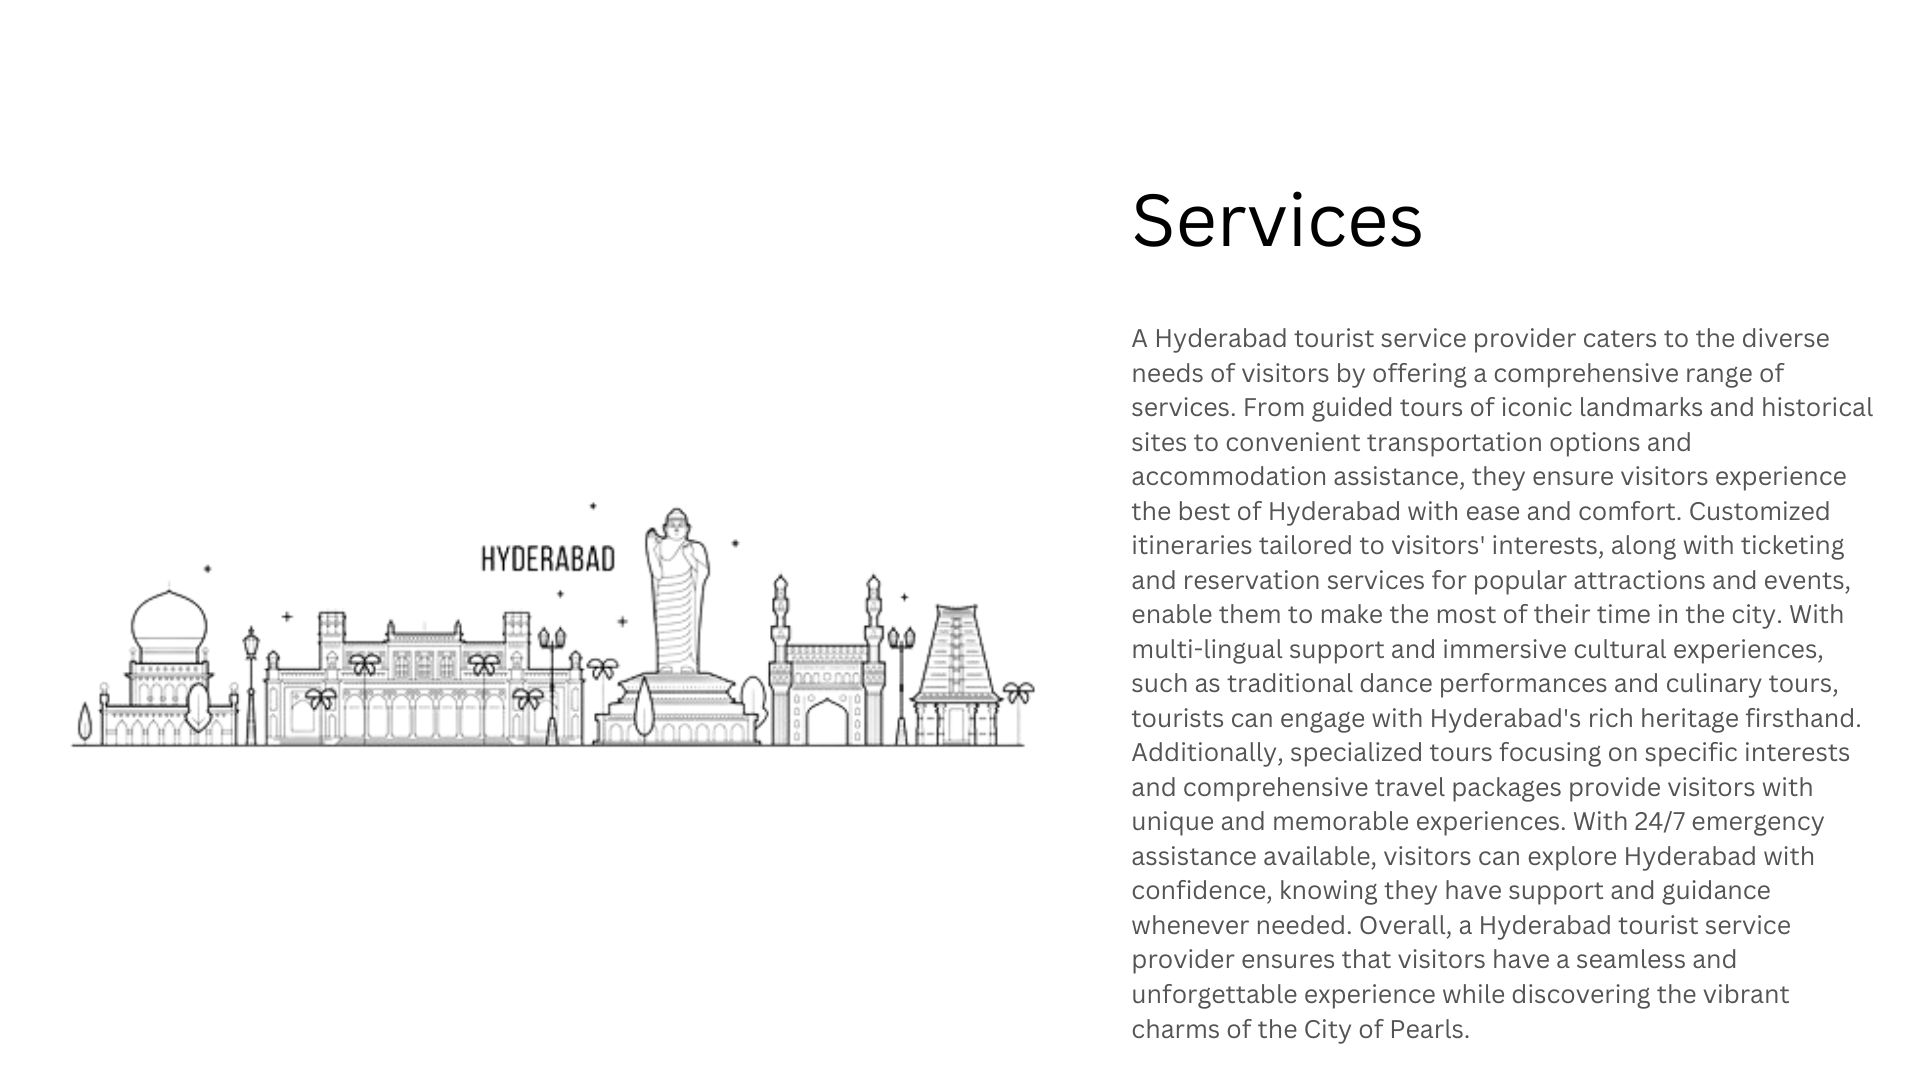 Services
HYDERABAD
A Hyderabad tourist service provider caters to the diverse
needs of visitors by offering a comprehensive range of
services. From guided tours of iconic landmarks and historical
sites to convenient transportation options and
accommodation assistance, they ensure visitors experience
the best of Hyderabad with ease and comfort. Customized
itineraries tailored to visitors' interests, along with ticketing
and reservation services for popular attractions and events,
enable them to make the most of their time in the city. With
multi-lingual support and immersive cultural experiences,
such as traditional dance performances and culinary tours,
tourists can engage with Hyderabad's rich heritage firsthand.
Additionally, specialized tours focusing on specific interests
and comprehensive travel packages provide visitors with
unique and memorable experiences. With 24/7 emergency
assistance available, visitors can explore Hyderabad with
confidence, knowing they have support and guidance
whenever needed. Overall, a Hyderabad tourist service
provider ensures that visitors have a seamless and
unforgettable experience while discovering the vibrant
charms of the City of Pearls.